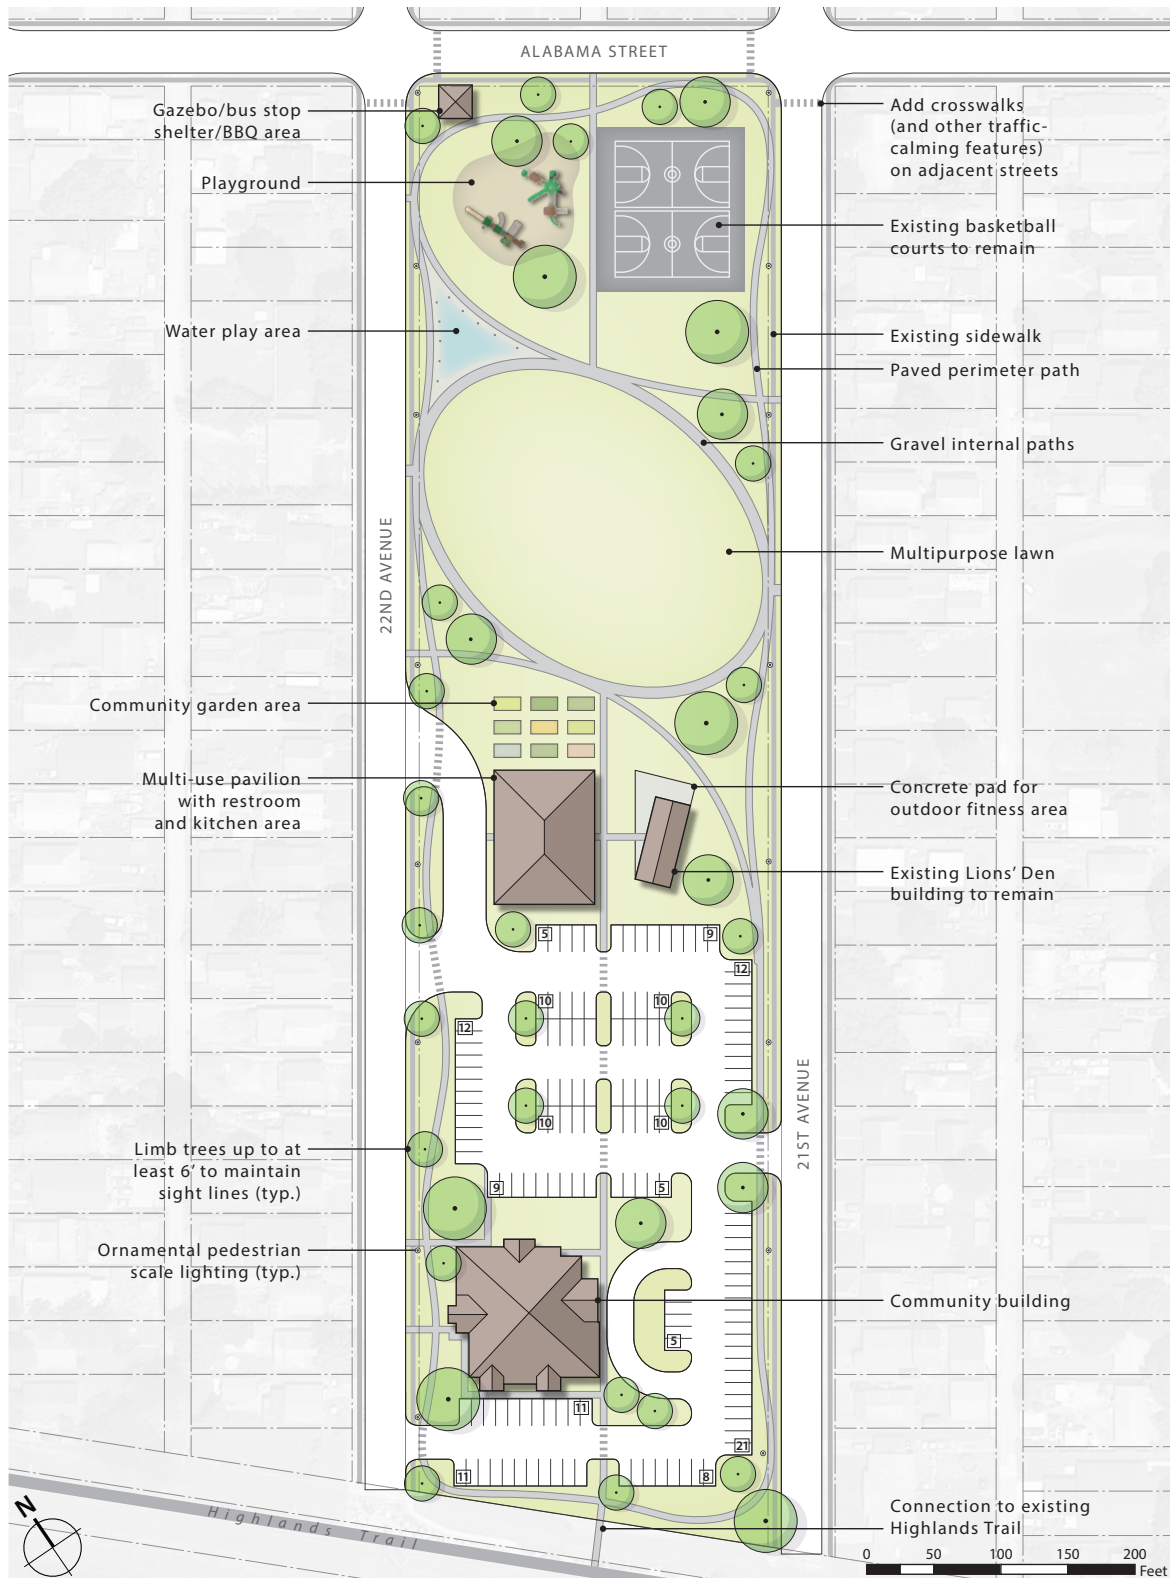 ALABAMA STREET
Gazebo/bus stop
shelter/BBQ area
Playground
Water play area
22ND AVENUE
Community garden area
Multi-use pavilion
with restroom
and kitchen area
Limb trees up to at
least 6’ to maintain
sight lines (typ.)
Ornamental pedestrian
scale lighting (typ.)
Add crosswalks
(and other traffic-
calming features)
on adjacent streets
Existing basketball
courts to remain
Existing sidewalk
Paved perimeter path
Gravel internal paths
Multipurpose lawn
Concrete pad for
outdoor fitness area
Existing Lions’ Den
building to remain
21ST AVENUE
Community building
Connection to existing
Highlands Trail
5
9
12
10
10
12
10
10
9
5
5
11
21
11
8
Highlands Trail
N
0 50 100 150 200
Feet